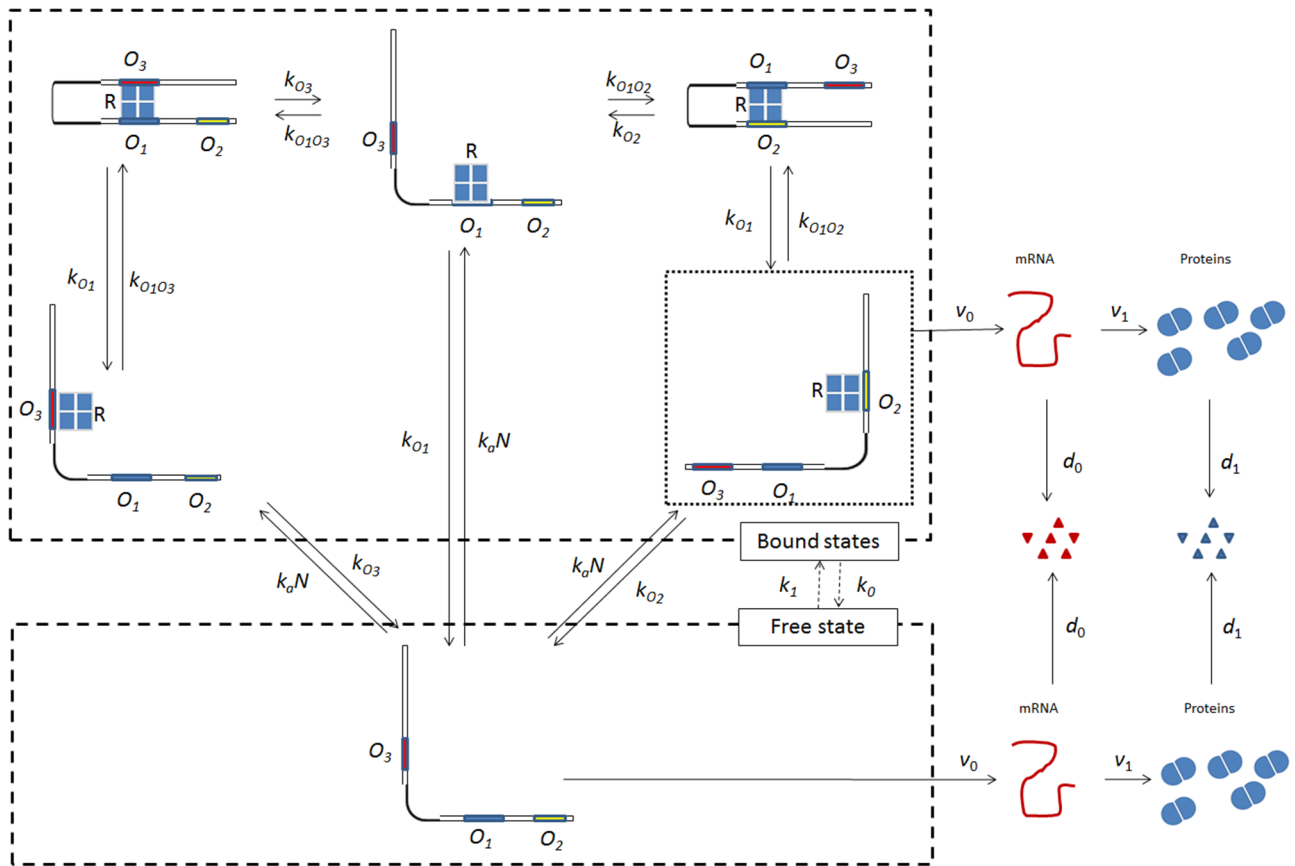 O3
R
O1 O2
kO3
kO1O3
O3
R
O1 O2
kO1O2
kO2
O1 O3
R
O2
kO1 kO1O3
kO1 kO1O2
O3 R
O1 O2
kO1 kaN
R O2
O3 O1
mRNA Proteins
v0 v1
d0 d1
kaN kO3
kaN kO2
Bound states
k1 k0
Free state
d0 d1
mRNA Proteins
O3
O1 O2
v0 v1